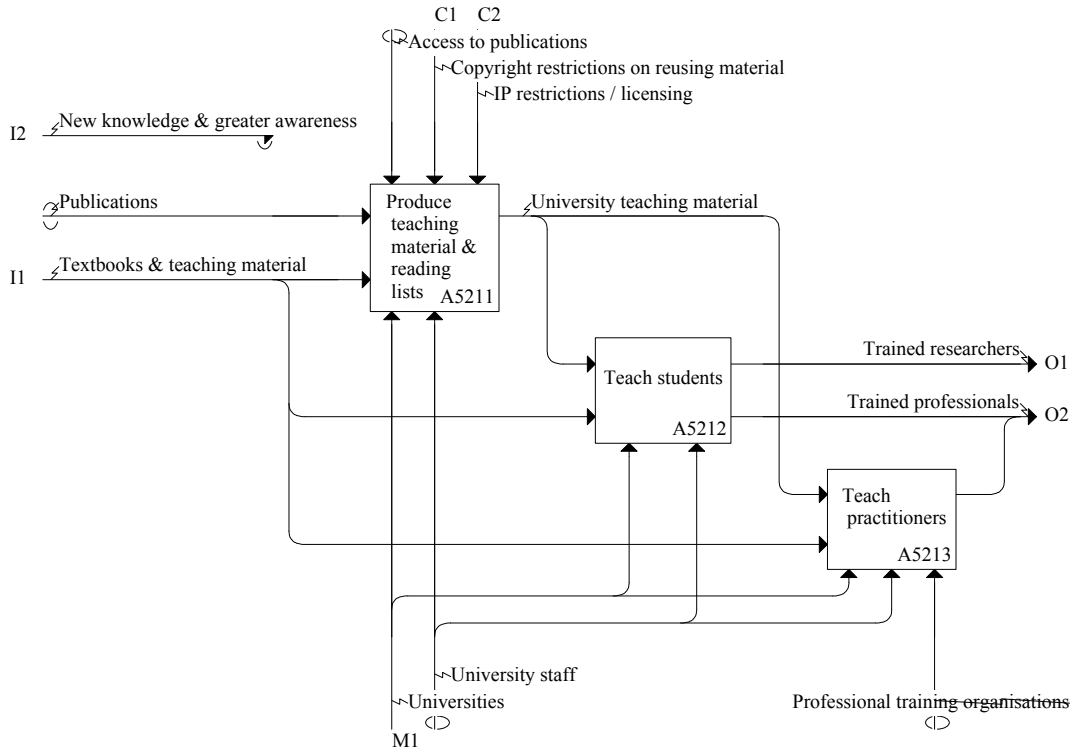 C1 C2
Access to publications
Copyright restrictions on reusing material
IP restrictions / licensing
I2 New knowledge & greater awareness
Publications
I1 Textbooks & teaching material
Produce
teaching
material &
reading
lists
A5211
University teaching material
Teach students
A5212
Trained researchers
O1
Trained professionals
O2
Teach
practitioners
A5213
University staff
Universities
M1
Professional training organisations